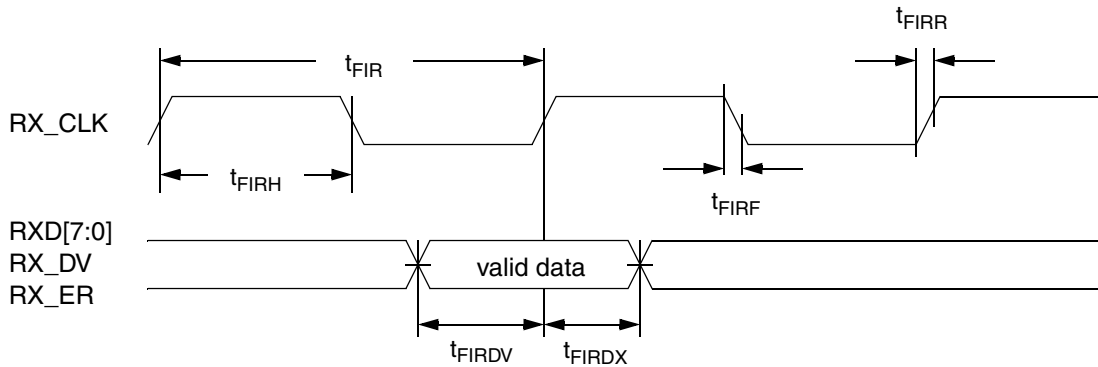 tFIRR
tFIR
RX_CLK
tFIRH
tFIRF
RXD[7:0]
RX_DV
valid data
RX_ER
tFIRDV
tFIRDX